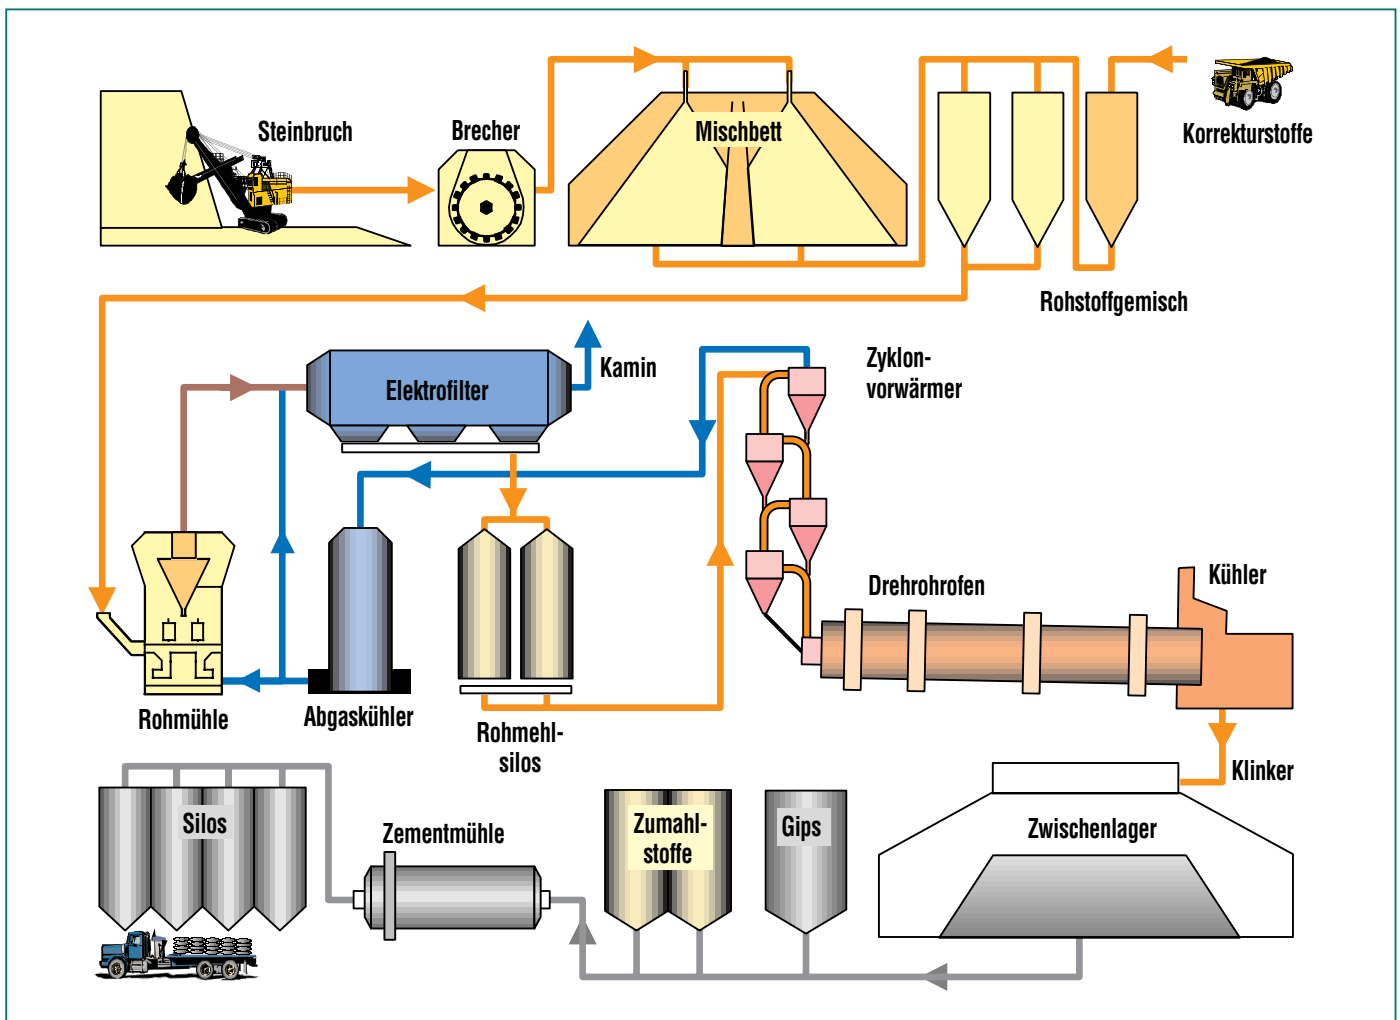 Steinbruch
Brecher
Mischbett
Korrekturstoffe
Rohstoffgemisch
Elektrofilter
Kamin
Zyklon-
vorwärmer
Drehrohrofen
Kühler
Rohmühle
Abgaskühler
Rohmehl-
silos
Klinker
Silos
Zementmühle
Zumahl-
stoffe
Gips
Zwischenlager